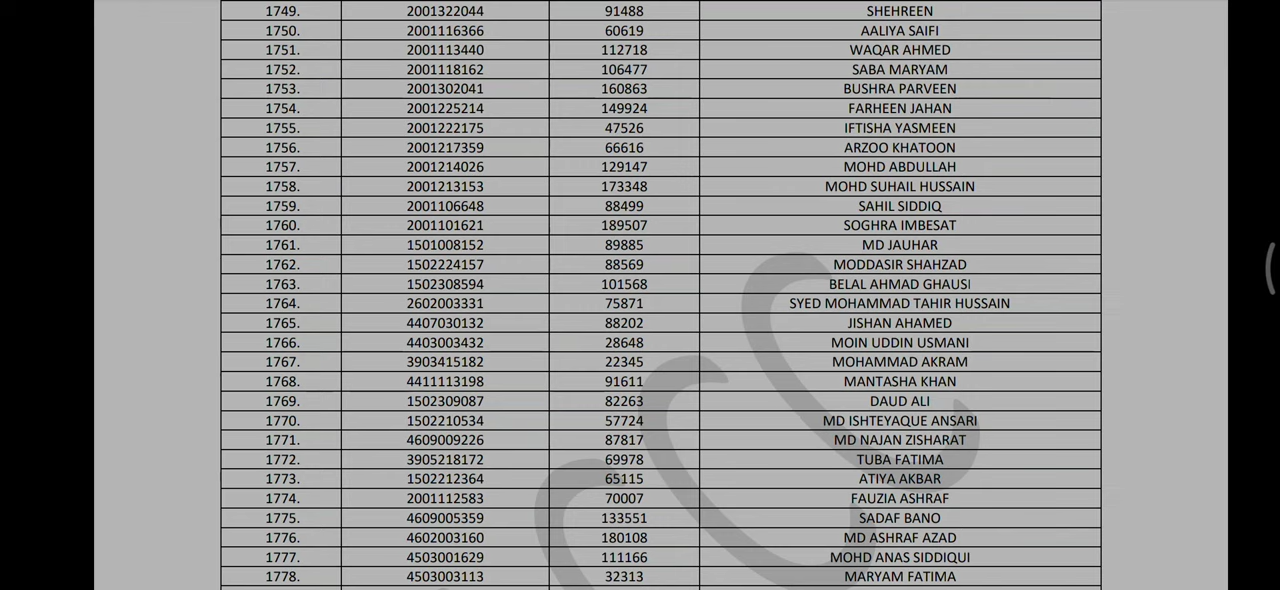 1749. 2001322044 91488 SHEHREEN
1750. 2001116366 60619 AALIYA SAIFI
1751. 2001113440 112718 WAQAR AHMED
1752. 2001118162 106477 SABA MARYAM
1753. 2001302041 160863 BUSHRA PARVEEN
1754. 2001225214 149924 FARHEEN JAHAN
1755. 2001222175 47526 IFTISHA YASMEEN
1756. 2001217359 66616 ARZOO KHATOON
1757. 2001214026 129147 MOHD ABDULLAH
1758. 2001213153 173348 MOHD SUHAIL HUSSAIN
1759. 2001106648 88499 SAHIL SIDDIQ
1760. 2001101621 189507 SOGHRA IMBESAT
1761. 1501008152 89885 MD JAUHAR
1762. 1502224157 88569 MODDASIR SHAHZAD
1763. 1502308594 101568 BELAL AHMAD GHAUSI
1764. 2602003331 75871 SYED MOHAMMAD TAHIR HUSSAIN
1765. 4407030132 88202 JISHAN AHAMED
1766. 4403003432 28648 MOIN UDDIN USMANI
1767. 3903415182 22345 MOHAMMAD AKRAM
1768. 4411113198 91611 MANTASHA KHAN
1769. 1502309087 82263 DAUD ALI
1770. 1502210534 57724 MD ISHTEYAQUE ANSARI
1771. 4609009226 87817 MD NAJAN ZISHARAT
1772. 3905218172 69978 TUBA FATIMA
1773. 1502212364 65115 ATIYA AKBAR
1774. 2001112583 70007 FAUZIA ASHRAF
1775. 4609005359 133551 SADAF BANO
1776. 4602003160 180108 MD ASHRAF AZAD
1777. 4503001629 111166 MOHD ANAS SIDDIQUI
1778. 4503003113 32313 MARYAM FATIMA